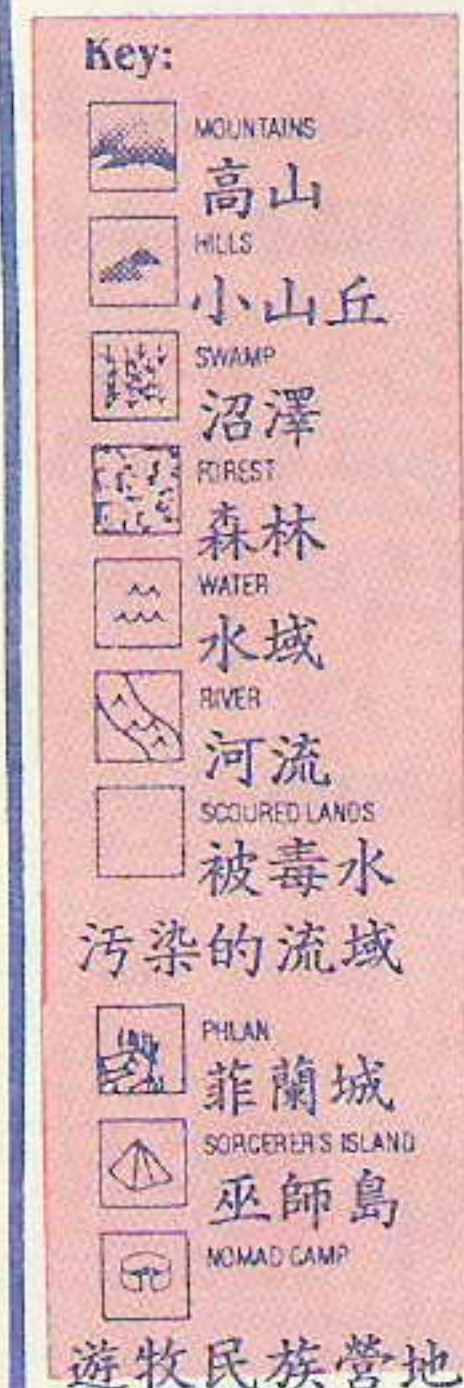 Key:
MOUNTAINS
高山
HILLS
小山丘
SWAMP
沼澤
FOREST
森林
WATER
水域
RIVER
河流
SCOURED LANDS
被毒水
汚染的流域
PHLAN
菲蘭城
SORCERER'S ISLAND
巫師島
NOMAD CAMP
遊牧民族營地